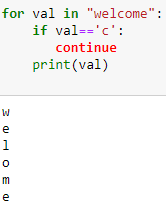 for val in "welcome":
    if val=='c':
        continue
    print(val)
w
e
l
o
m
e